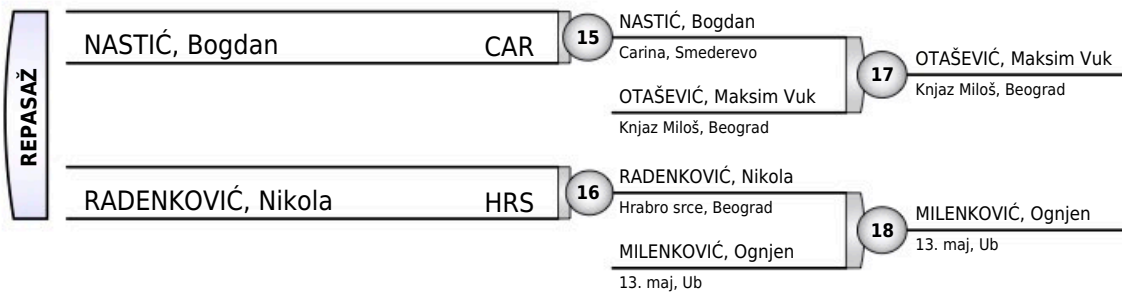 REPASAŽ
NASTIĆ, Bogdan CAR
15
NASTIĆ, Bogdan
Carina, Smederevo
OTAŠEVIĆ, Maksim Vuk
Knjaz Miloš, Beograd
17
OTAŠEVIĆ, Maksim Vuk
Knjaz Miloš, Beograd
RADENKOVIĆ, Nikola HRS
16
RADENKOVIĆ, Nikola
Hrabro srce, Beograd
MILENKOVIĆ, Ognjen
13. maj, Ub
18
MILENKOVIĆ, Ognjen
13. maj, Ub